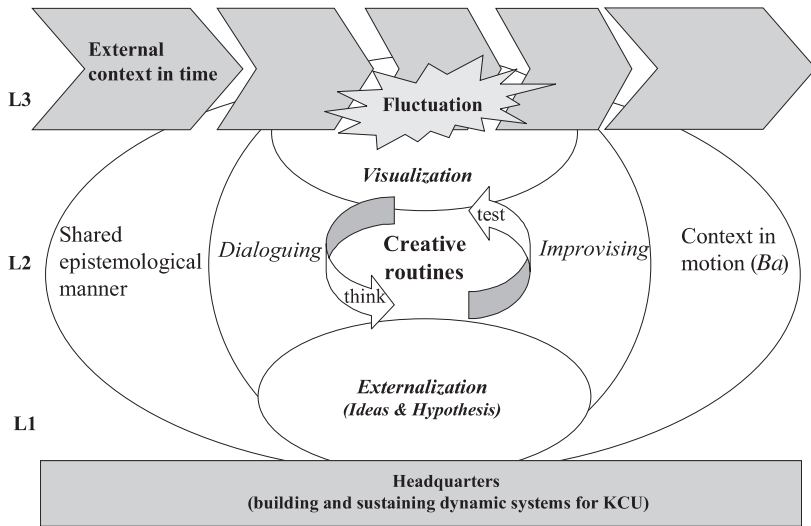 External
context in time
L3
Fluctuation
Visualization
test
Shared
epistemological
manner
L2
Dialoguing
Creative
routines
Improvising
Context in
motion (Ba)
think
Externalization
(Ideas & Hypothesis)
L1
Headquarters
(building and sustaining dynamic systems for KCU)